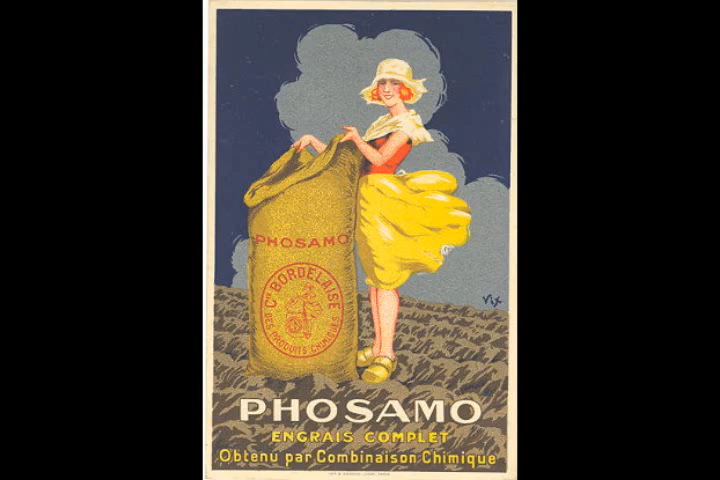 PHOSAMO
Cie BORDELAISE
DES PRODUITS CHIMIQUES
Vix
PHOSAMO
ENGRAIS COMPLET
Obtenu par Combinaison Chimique